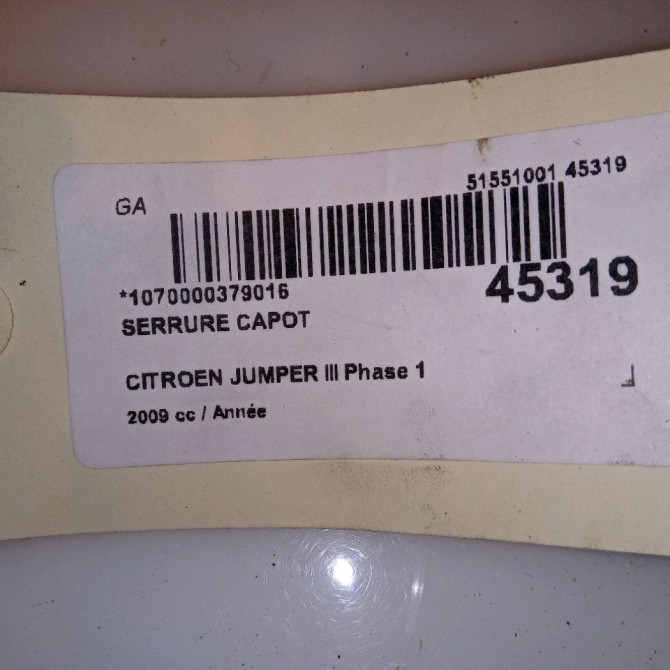 GA
51551001 45319
*1070000379016
45319
SERRURE CAPOT
CITROEN JUMPER III Phase 1
2009 cc / Année